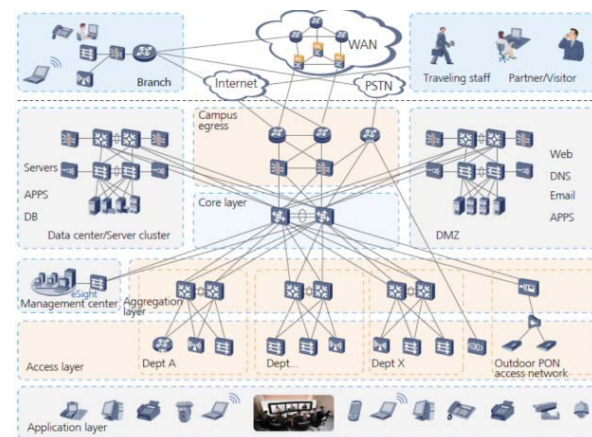 WAN
Branch
Internet
PSTN
Traveling staff
Partner/Visitor
Campus
egress
Servers
APPS
DB
Data center/Server cluster
Core layer
Web
DNS
Email
APPS
DMZ
eSight
Management center
Aggregation
layer
Access layer
Dept A
Dept...
Dept X
Outdoor PON
access network
Application layer